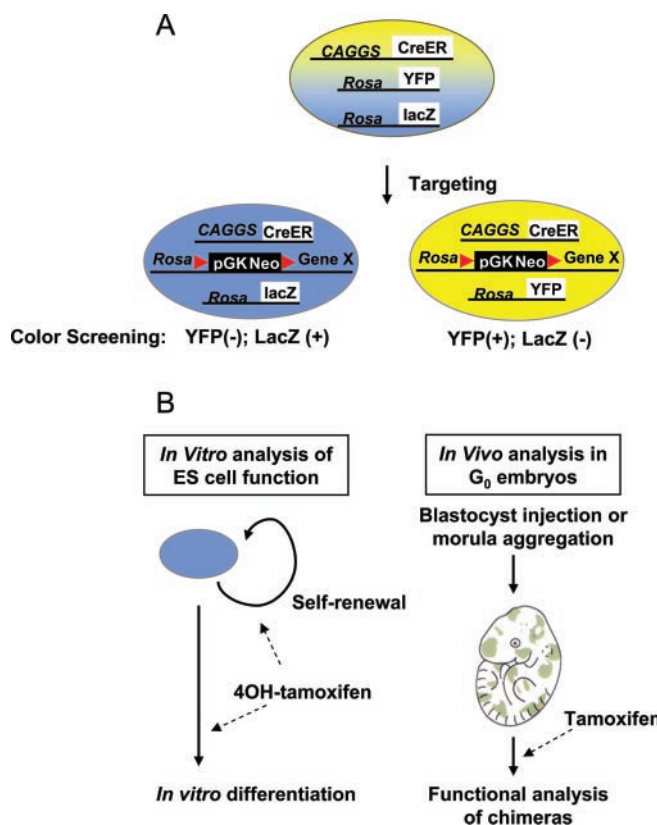 A
CAGGS CreER
Rosa YFP
Rosa lacZ
Targeting
CAGGS CreER
Rosa pGK Neo Gene X
Rosa lacZ
CAGGS CreER
Rosa pGK Neo Gene X
Rosa YFP
Color Screening: YFP(-); LacZ (+) YFP(+); LacZ (-)
B
In Vitro analysis of
ES cell function
Self-renewal
4OH-tamoxifen
In vitro differentiation
In Vivo analysis in
G0 embryos
Blastocyst injection or
morula aggregation
Tamoxifen
Functional analysis
of chimeras